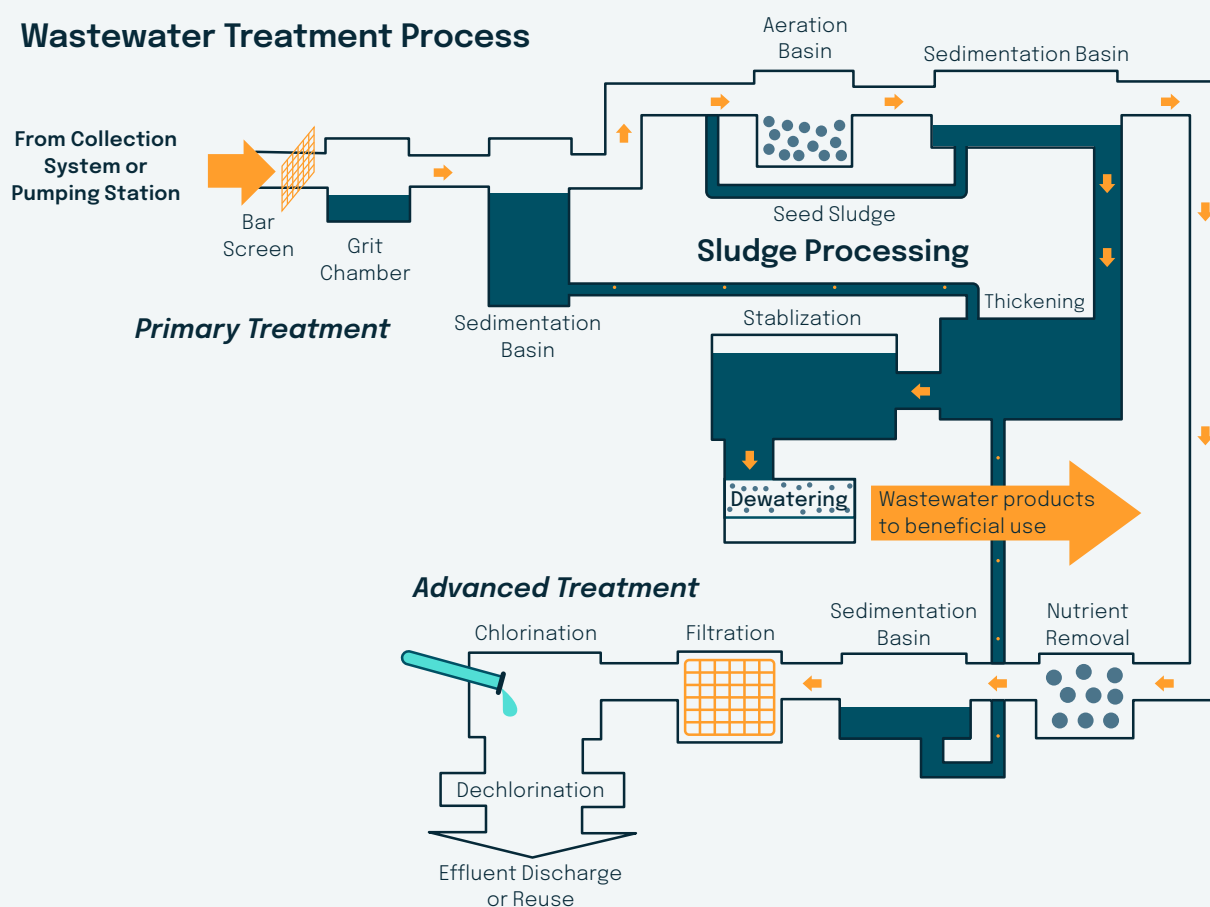 Wastewater Treatment Process
From Collection
System or
Pumping Station
Bar
Screen
Grit
Chamber
Primary Treatment
Sedimentation
Basin
Aeration
Basin
Sedimentation Basin
Seed Sludge
Sludge Processing
Thickening
Stablization
Dewatering
Wastewater products
to beneficial use
Advanced Treatment
Chlorination
Filtration
Sedimentation
Basin
Nutrient
Removal
Dechlorination
Effluent Discharge
or Reuse